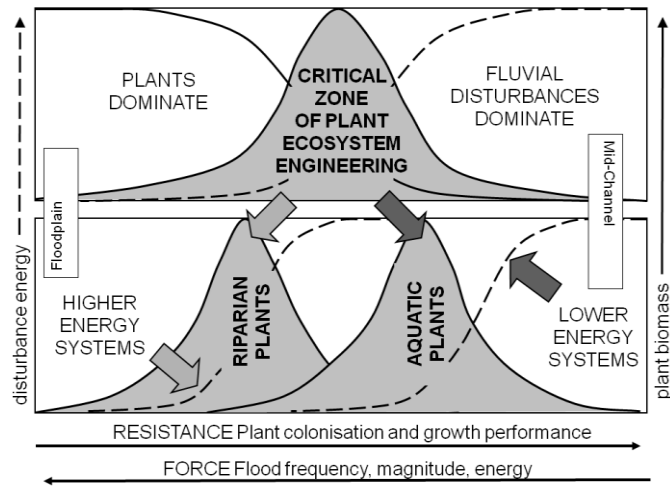 PLANTS
DOMINATE
CRITICAL
ZONE
OF PLANT
ECOSYSTEM
ENGINEERING
FLUVIAL
DISTURBANCES
DOMINATE
Floodplain
Mid-Channel
disturbance energy
plant biomass
HIGHER
ENERGY
SYSTEMS
RIPARIAN
PLANTS
AQUATIC
PLANTS
LOWER
ENERGY
SYSTEMS
RESISTANCE Plant colonisation and growth performance
FORCE Flood frequency, magnitude, energy